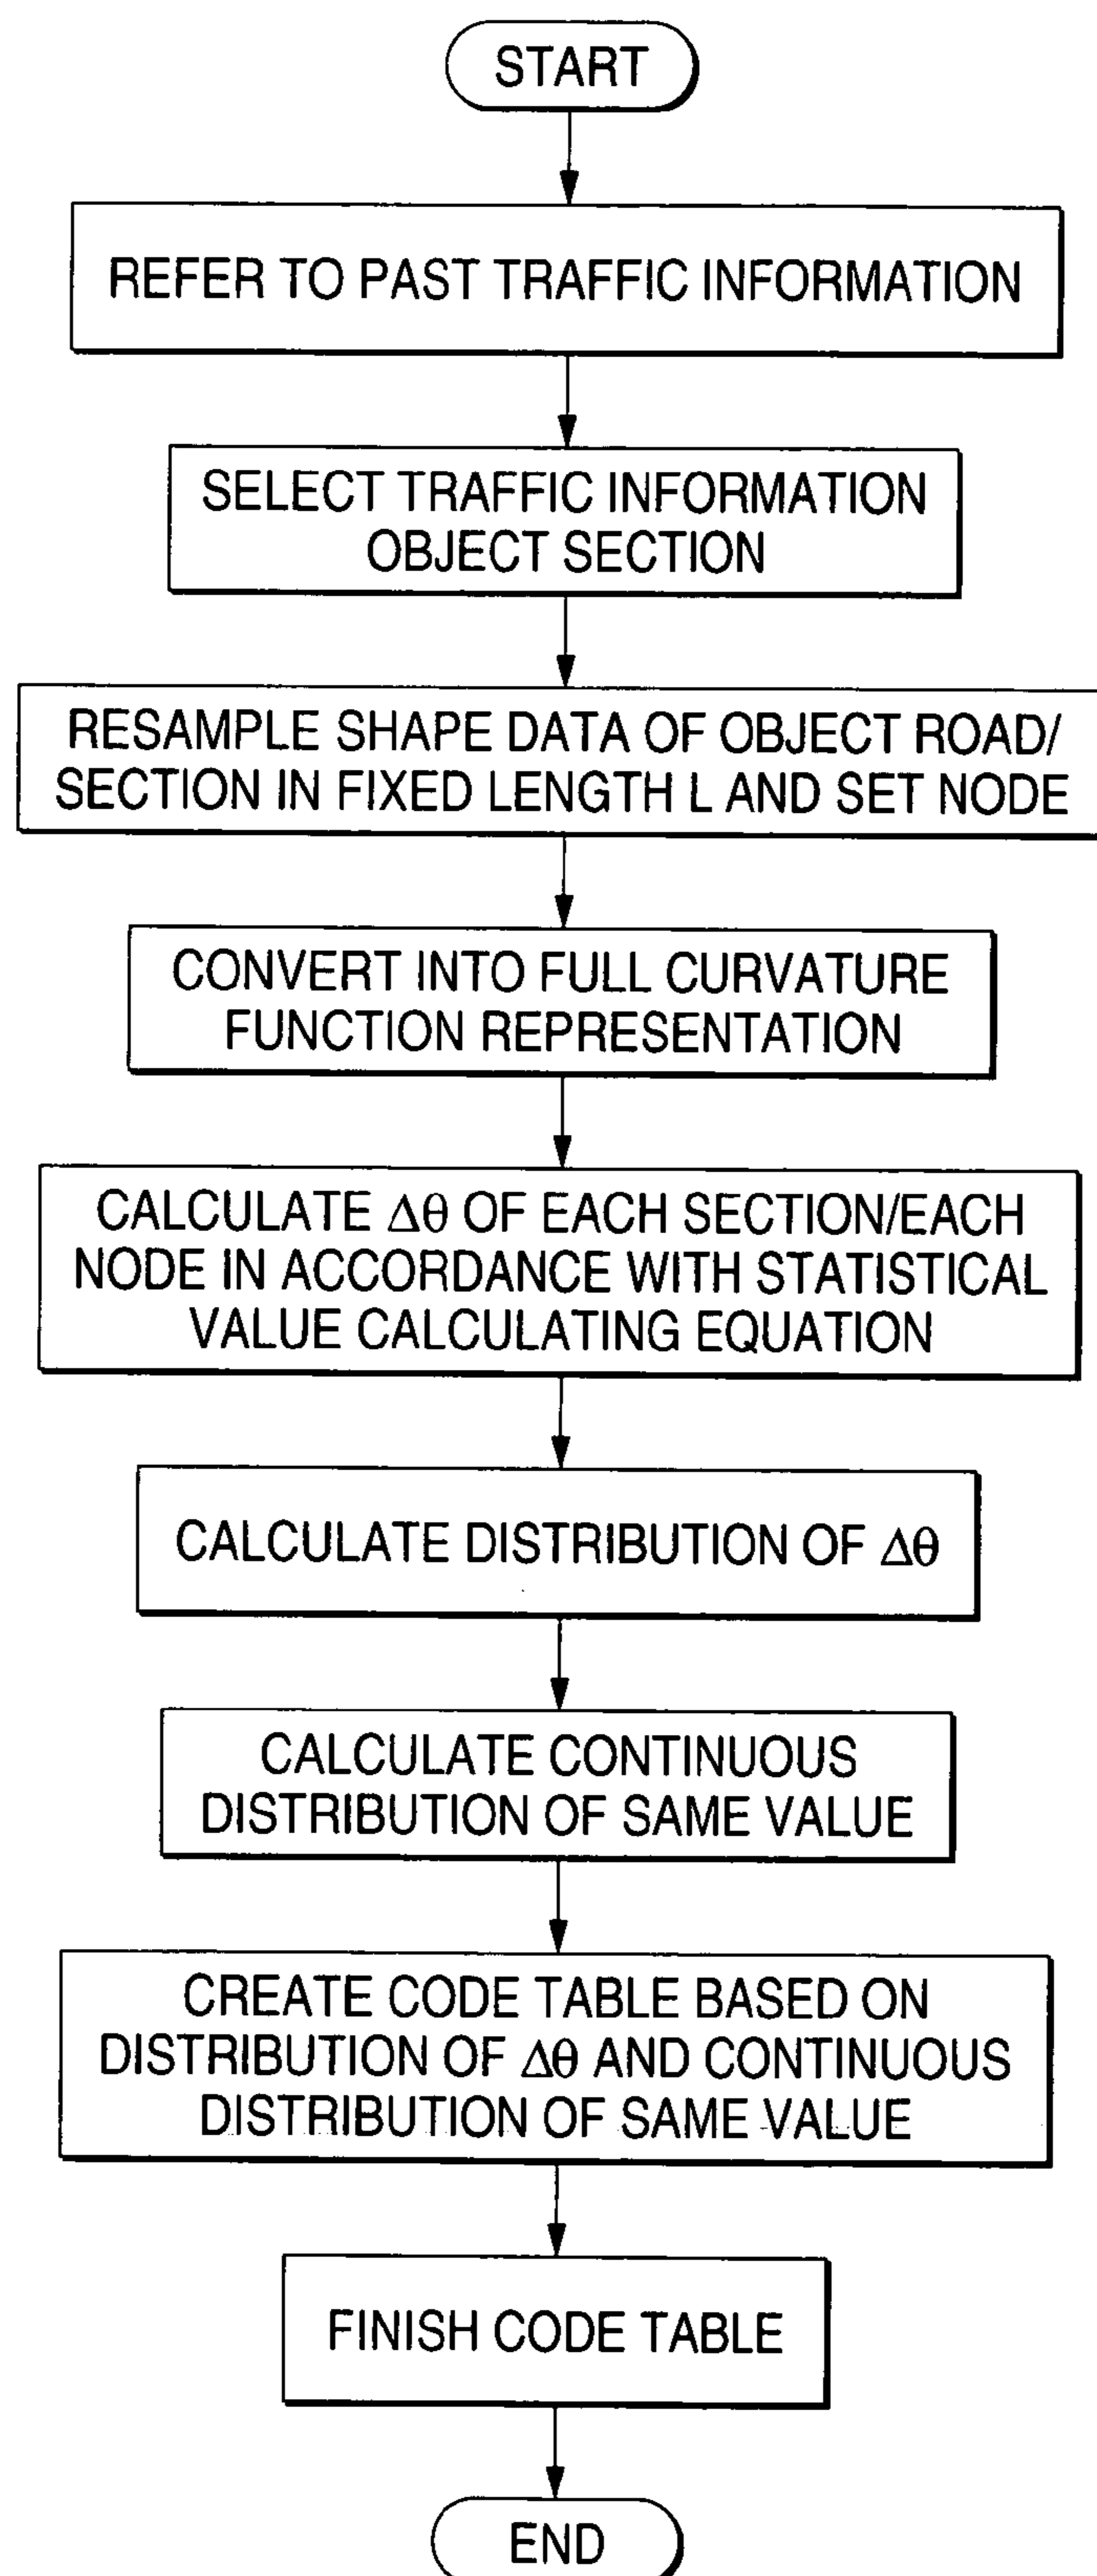 START
REFER TO PAST TRAFFIC INFORMATION
SELECT TRAFFIC INFORMATION
OBJECT SECTION
RESAMPLE SHAPE DATA OF OBJECT ROAD/
SECTION IN FIXED LENGTH L AND SET NODE
CONVERT INTO FULL CURVATURE
FUNCTION REPRESENTATION
CALCULATE Δθ OF EACH SECTION/EACH
NODE IN ACCORDANCE WITH STATISTICAL
VALUE CALCULATING EQUATION
CALCULATE DISTRIBUTION OF Δθ
CALCULATE CONTINUOUS
DISTRIBUTION OF SAME VALUE
CREATE CODE TABLE BASED ON
DISTRIBUTION OF Δθ AND CONTINUOUS
DISTRIBUTION OF SAME VALUE
FINISH CODE TABLE
END